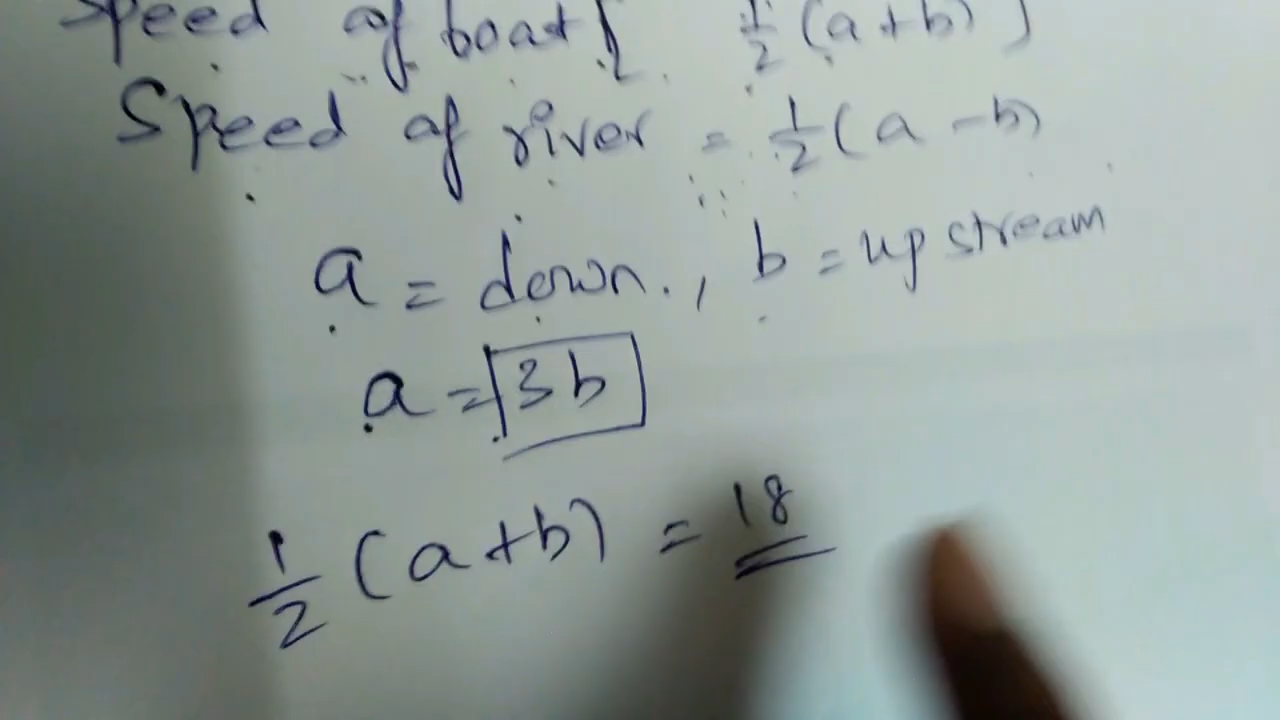 Speed of boat [ 1/2 (a+b) ]
Speed of river = 1/2 (a - b)
a = down., b = up stream
a = 3b
1/2 (a+b) = 18